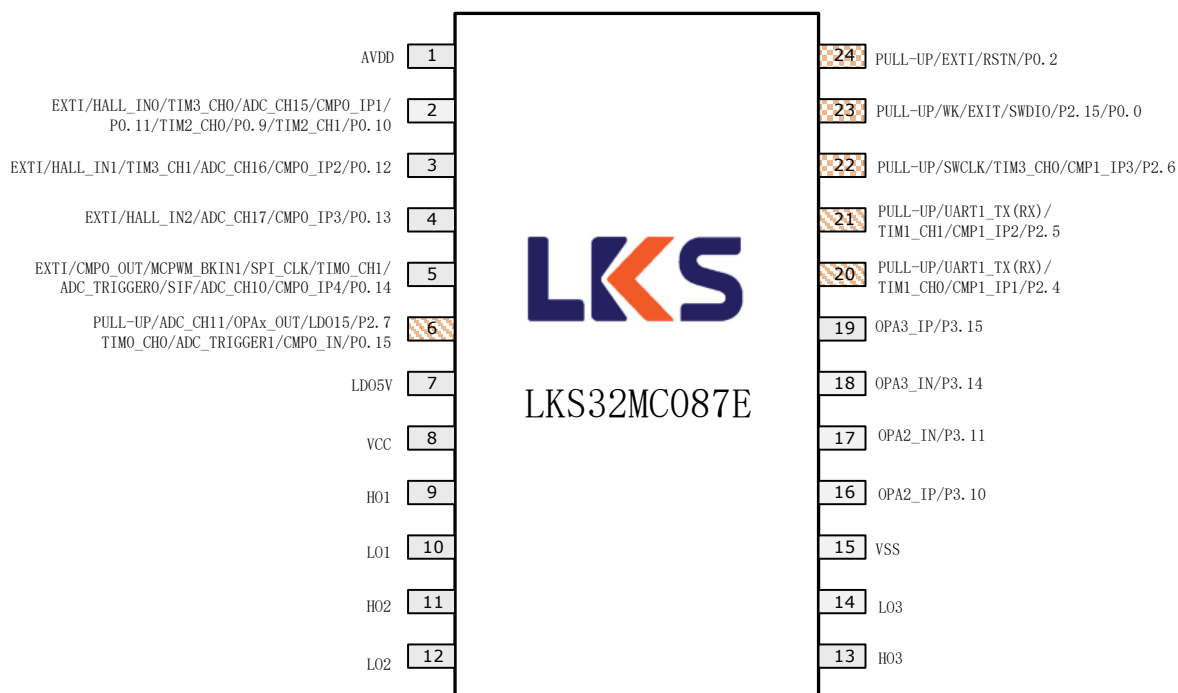 AVDD 1
EXTI/HALL_IN0/TIM3_CH0/ADC_CH15/CMP0_IP1/
P0.11/TIM2_CH0/P0.9/TIM2_CH1/P0.10 2
EXTI/HALL_IN1/TIM3_CH1/ADC_CH16/CMP0_IP2/P0.12 3
EXTI/HALL_IN2/ADC_CH17/CMP0_IP3/P0.13 4
EXTI/CMP0_OUT/MCPWM_BKIN1/SPI_CLK/TIM0_CH1/
ADC_TRIGGER0/SIF/ADC_CH10/CMP0_IP4/P0.14 5
PULL-UP/ADC_CH11/OPAx_OUT/LDO15/P2.7
TIM0_CH0/ADC_TRIGGER1/CMP0_IN/P0.15 6
LDO5V 7
VCC 8
HO1 9
LO1 10
HO2 11
LO2 12
LKS
LKS32MC087E
24 PULL-UP/EXTI/RSTN/P0.2
23 PULL-UP/WK/EXIT/SWDIO/P2.15/P0.0
22 PULL-UP/SWCLK/TIM3_CH0/CMP1_IP3/P2.6
21 PULL-UP/UART1_TX(RX)/
TIM1_CH1/CMP1_IP2/P2.5
20 PULL-UP/UART1_TX(RX)/
TIM1_CH0/CMP1_IP1/P2.4
19 OPA3_IP/P3.15
18 OPA3_IN/P3.14
17 OPA2_IN/P3.11
16 OPA2_IP/P3.10
15 VSS
14 LO3
13 HO3